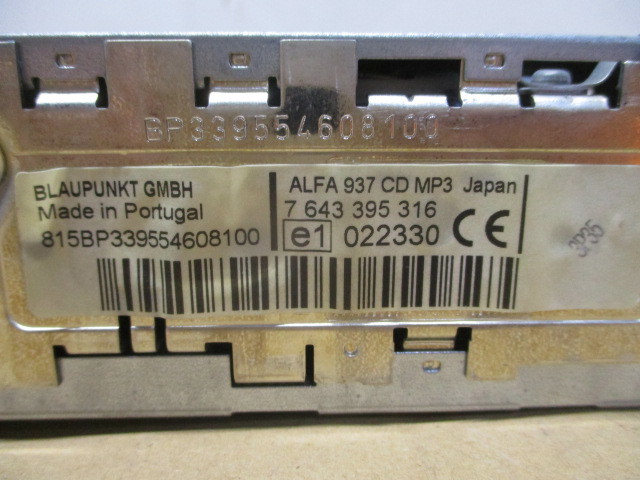 BP339554608100
BLAUPUNKT GMBH
Made in Portugal
815BP339554608100
ALFA 937 CD MP3 Japan
7 643 395 316
e1 022330 CE